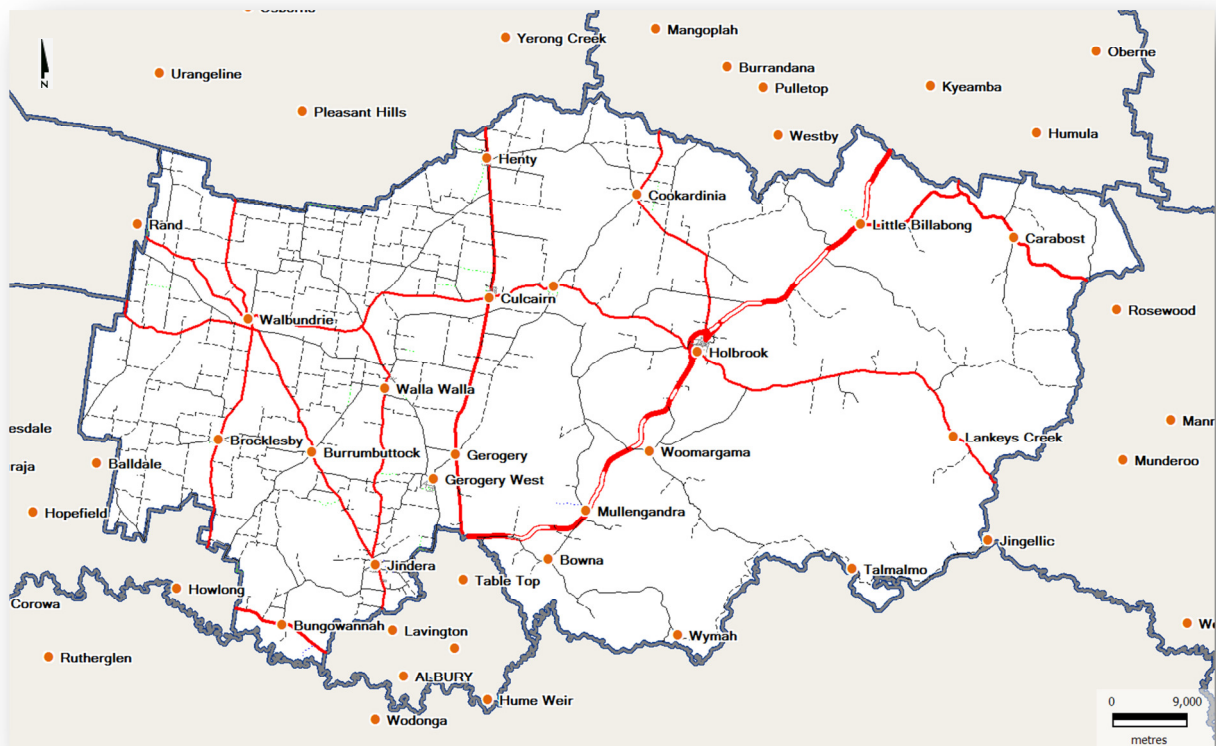 Osborne
Yerong Creek
Mangoplah
Oberne
Urangeline
Burrandana
Pulletop
Kyeamba
N
Pleasant Hills
Westby
Humula
Henty
Cookardinia
Rand
Little Billabong
Carabost
Culcairn
Rosewood
Walbundrie
Holbrook
Walla Walla
Mann
esdale
Brocklesby
Lankeys Creek
Burrumbuttock
Gerogery
Woomargama
raja
Balldale
Munderoo
Gerogery West
Hopefield
Mullengandra
Jingellic
Bowna
Jindera
Talmalmo
Table Top
Howlong
Corowa
Bungowannah
Lavington
Wymah
Rutherglen
ALBURY
Hume Weir
0 9,000
Wodonga
metres